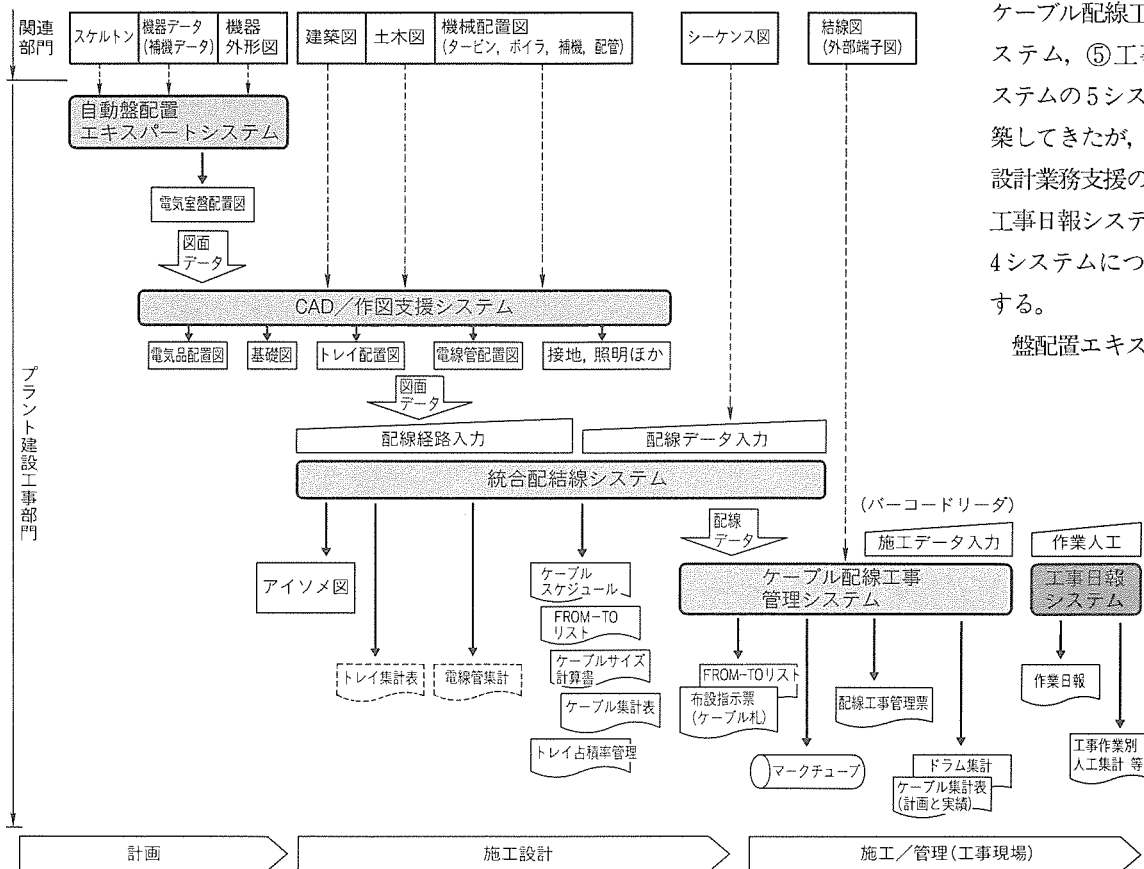 関連
部門
スケルトン
機器データ
(補機データ)
機器
外形図
建築図
土木図
機械配置図
(タービン, ボイラ, 補機, 配管)
シーケンス図
結線図
(外部端子図)
自動盤配置
エキスパートシステム
電気室盤配置図
図面
データ
CAD/作図支援システム
電気品配置図
基礎図
トレイ配置図
電線管配置図
接地, 照明ほか
図面
データ
配線経路入力
配線データ入力
統合配結線システム
プラント建設工事部門
アイソメ図
トレイ集計表
電線管集計
ケーブル
スケジュール
FROM-TO
リスト
ケーブルサイズ
計算書
ケーブル集計表
トレイ占積率管理
配線
データ
(バーコードリーダ)
施工データ入力
作業人工
ケーブル配線工事
管理システム
工事日報
システム
FROM-TOリスト
布設指示票
(ケーブル札)
マークチューブ
配線工事管理票
ドラム集計
ケーブル集計表
(計画と実績)
作業日報
工事作業別
人工集計 等
計画
施工設計
施工/管理(工事現場)
ケーブル配線工
ステム, ⑤工事
ステムの5シス
築してきたが,
設計業務支援の
工事日報システ
4システムにつ
する。
盤配置エキス